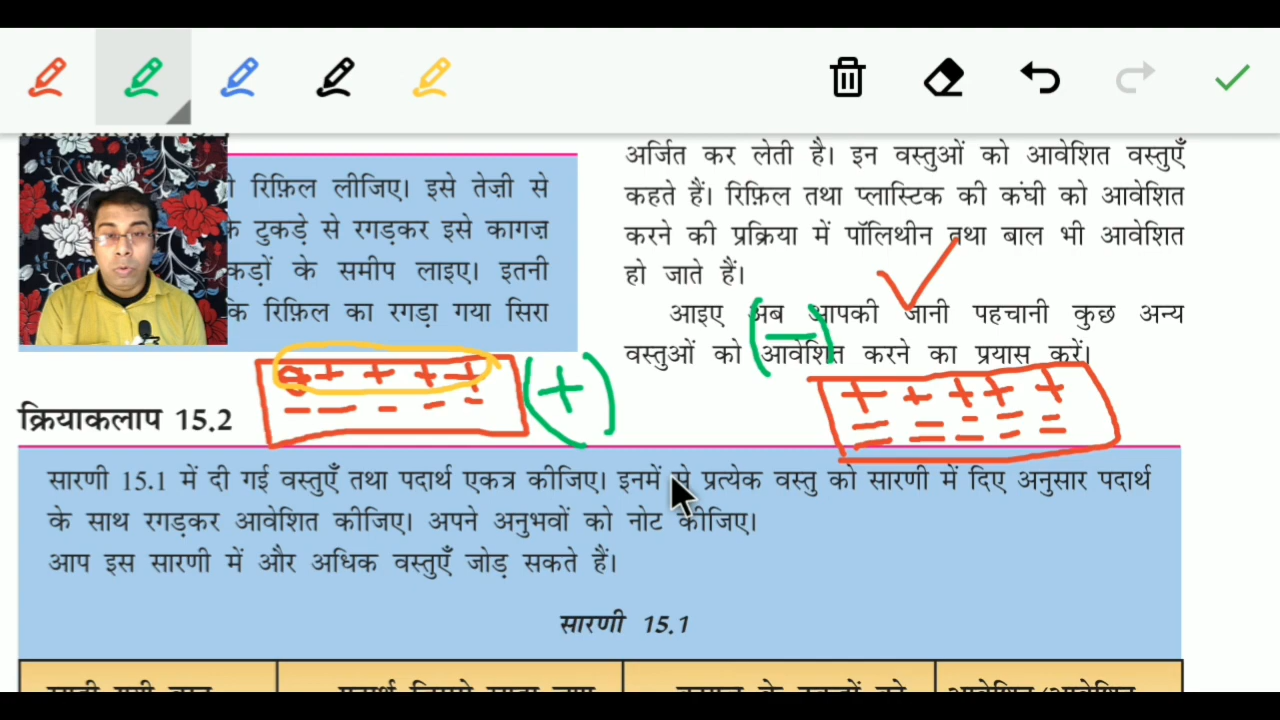 रिफ़िल लीजिए। इसे तेज़ी से
टुकड़े से रगड़कर इसे कागज़
के समीप लाइए। इतनी
कि रिफ़िल का रगड़ा गया सिरा
क्रियाकलाप 15.2
अर्जित कर लेती है। इन वस्तुओं को आवेशित वस्तुएँ
कहते हैं। रिफ़िल तथा प्लास्टिक की कंघी को आवेशित
करने की प्रक्रिया में पॉलिथीन तथा बाल भी आवेशित
हो जाते हैं।
आइए अब आपकी जानी पहचानी कुछ अन्य
वस्तुओं को आवेशित करने का प्रयास करें।
+ + + +
– – – – –
(+)
(–)
+ + + + +
सारणी 15.1 में दी गई वस्तुएँ तथा पदार्थ एकत्र कीजिए। इनमें से प्रत्येक वस्तु को सारणी में दिए अनुसार पदार्थ
के साथ रगड़कर आवेशित कीजिए। अपने अनुभवों को नोट कीजिए।
आप इस सारणी में और अधिक वस्तुएँ जोड़ सकते हैं।
सारणी 15.1